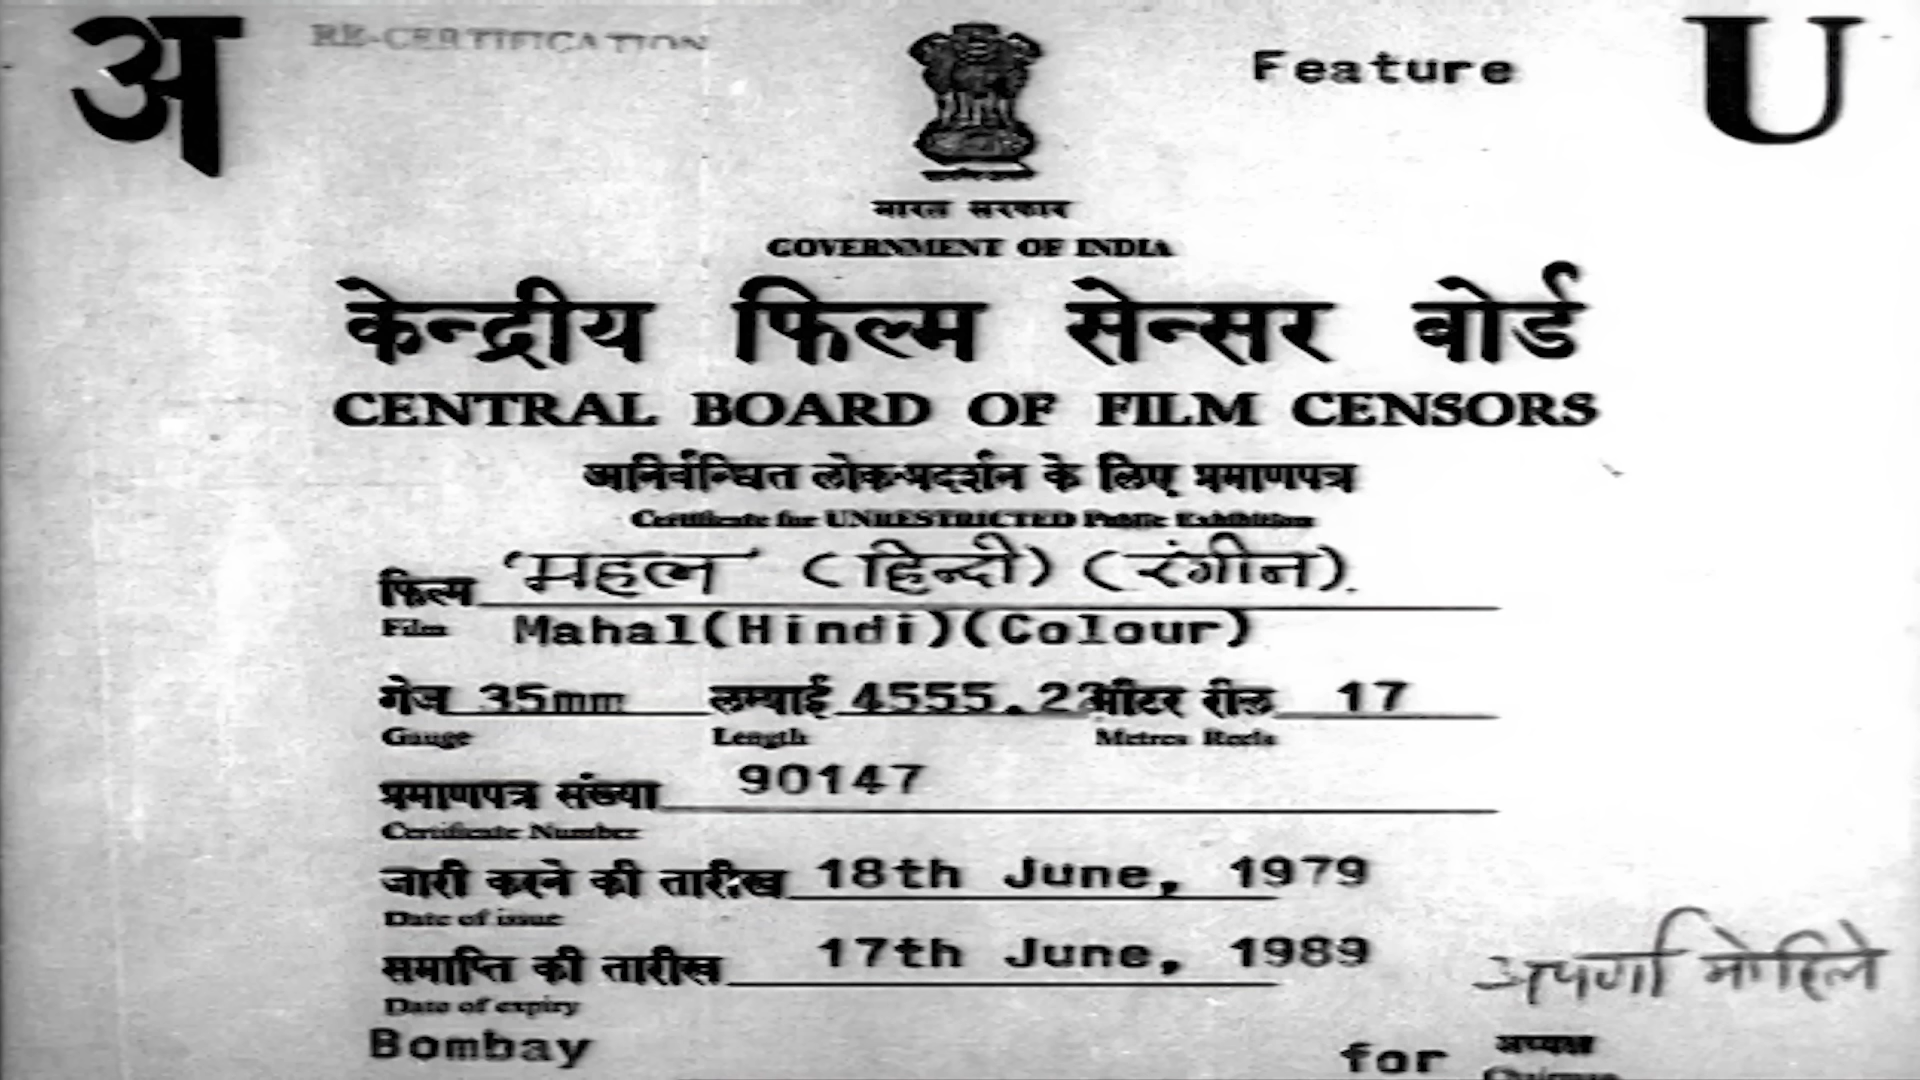 अ RE-CERTIFICATION Feature U
भारत सरकार
GOVERNMENT OF INDIA
केन्द्रीय फिल्म सेन्सर बोर्ड
CENTRAL BOARD OF FILM CENSORS
अनिर्बन्धित लोक-प्रदर्शन के लिए प्रमाणपत्र
Certificate for UNRESTRICTED Public Exhibition
फिल्म 'महल' (हिन्दी) (रंगीन).
Film Mahal(Hindi)(Colour)
गेज 35mm लम्बाई 4555.22 मीटर रील 17
Gauge Length Metres Reels
प्रमाणपत्र संख्या 90147
Certificate Number
जारी करने की तारीख 18th June, 1979
Date of issue
समाप्ति की तारीख 17th June, 1989
Date of expiry
Bombay
for अध्यक्ष
Chairman